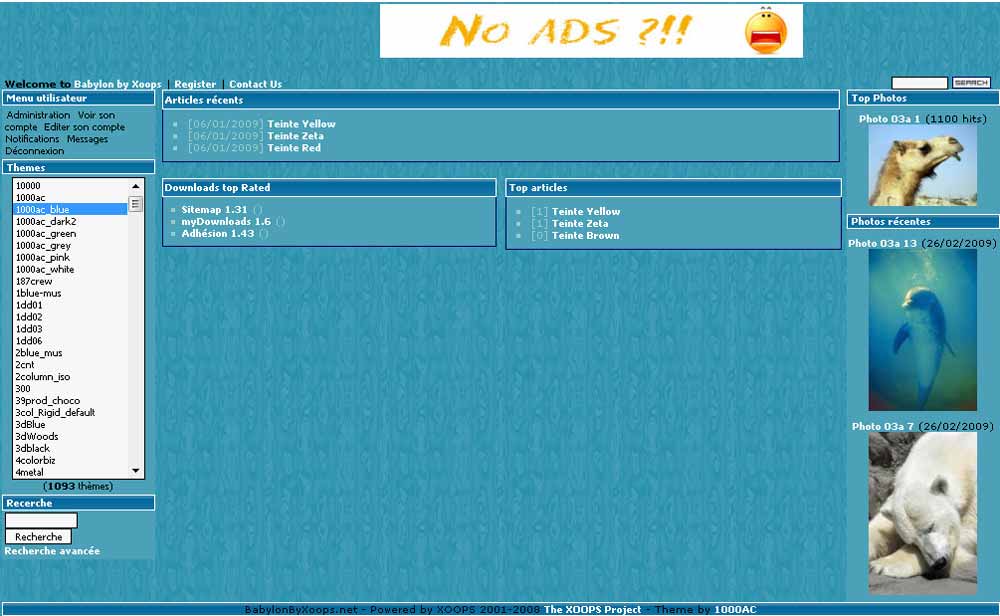 No ADS ?!!
Welcome to Babylon by Xoops | Register | Contact Us
SEARCH
Menu utilisateur
Administration Voir son
compte Editer son compte
Notifications Messages
Déconnexion
Themes
10000
1000ac
1000ac_blue
1000ac_dark2
1000ac_green
1000ac_grey
1000ac_pink
1000ac_white
187crew
1blue-mus
1dd01
1dd02
1dd03
1dd06
2blue_mus
2cnt
2column_iso
300
39prod_choco
3col_Rigid_default
3dBlue
3dWoods
3dblack
4colorbiz
4metal
(1093 thèmes)
Recerche
Recherche
Recherche avancée
Articles récents
[06/01/2009] Teinte Yellow
[06/01/2009] Teinte Zeta
[06/01/2009] Teinte Red
Downloads top Rated
Sitemap 1.31 ()
myDownloads 1.6 ()
Adhésion 1.43 ()
Top articles
[1] Teinte Yellow
[1] Teinte Zeta
[0] Teinte Brown
Top Photos
Photo 03a 1 (1100 hits)
Photos récentes
Photo 03a 13 (26/02/2009)
Photo 03a 7 (26/02/2009)
BabylonByXoops.net - Powered by XOOPS 2001-2008 The XOOPS Project - Theme by 1000AC